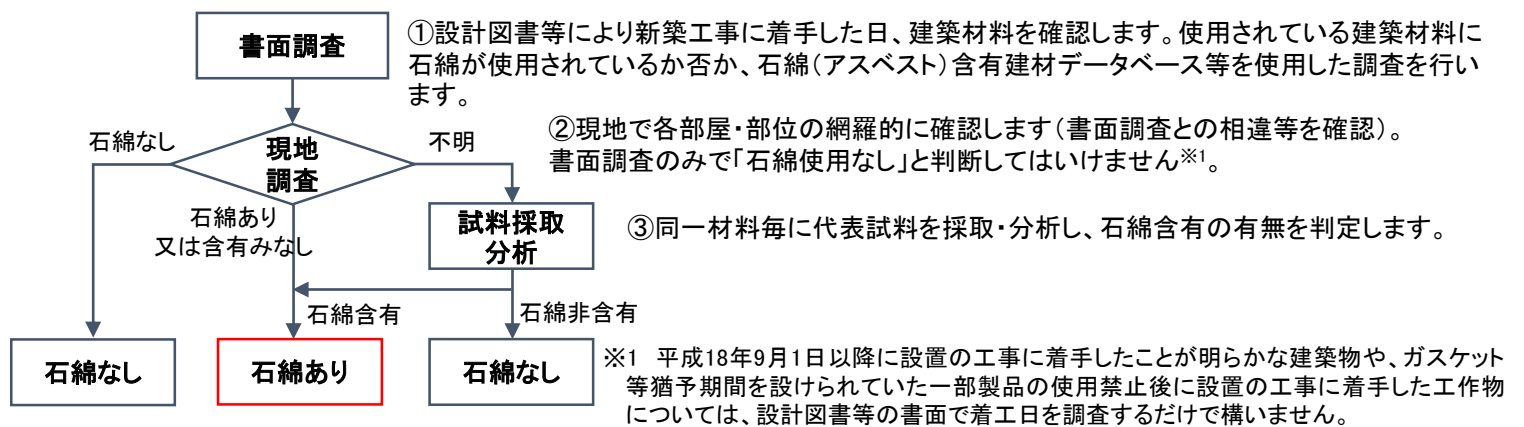 書面調査
①設計図書等により新築工事に着手した日、建築材料を確認します。使用されている建築材料に
石綿が使用されているか否か、石綿(アスベスト)含有建材データベース等を使用した調査を行い
ます。
石綿なし
現地
調査
不明
②現地で各部屋・部位の網羅的に確認します(書面調査との相違等を確認)。
書面調査のみで「石綿使用なし」と判断してはいけません※1。
石綿あり
又は含有みなし
試料採取
分析
③同一材料毎に代表試料を採取・分析し、石綿含有の有無を判定します。
石綿含有
石綿非含有
石綿なし
石綿あり
石綿なし
※1 平成18年9月1日以降に設置の工事に着手したことが明らかな建築物や、ガスケット
等猶予期間を設けられていた一部製品の使用禁止後に設置の工事に着手した工作物
については、設計図書等の書面で着工日を調査するだけで構いません。